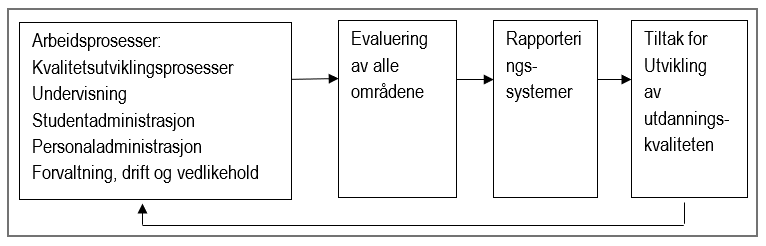 Arbeidsprosesser:
Kvalitetsutviklingsprosesser
Undervisning
Studentadministrasjon
Personaladministrasjon
Forvaltning, drift og vedlikehold
Evaluering
av alle
områdene
Rapporteri
ngs-
systemer
Tiltak for
Utvikling
av
utdannings-
kvaliteten